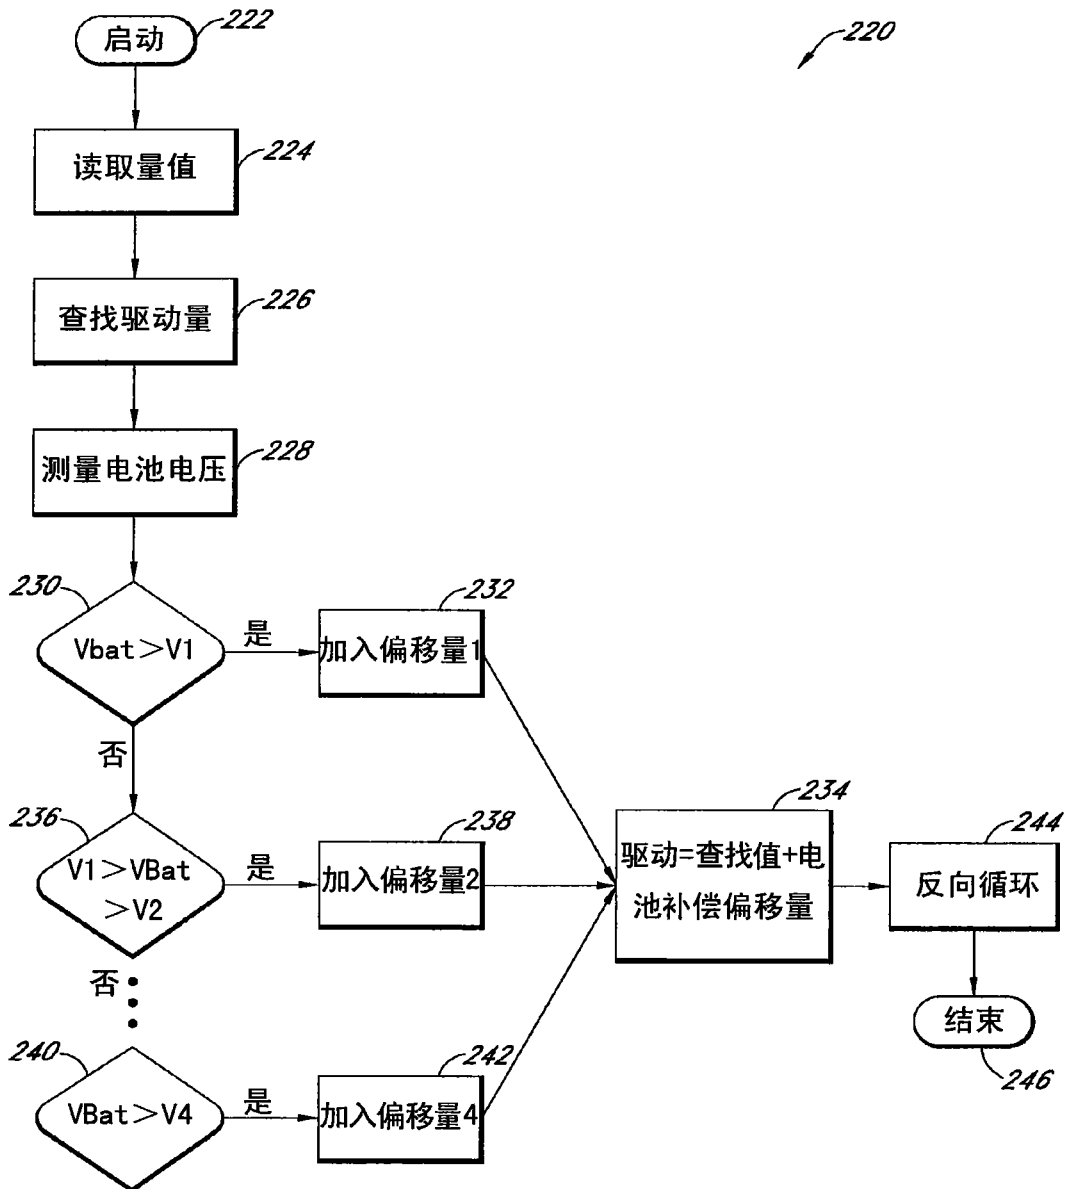 启动
222
220
读取量值
224
查找驱动量
226
测量电池电压
228
230
Vbat>V1
是
232
加入偏移量1
否
236
V1>VBat
>V2
是
238
加入偏移量2
234
驱动=查找值+电
池补偿偏移量
244
反向循环
否
结束
246
240
VBat>V4
是
242
加入偏移量4